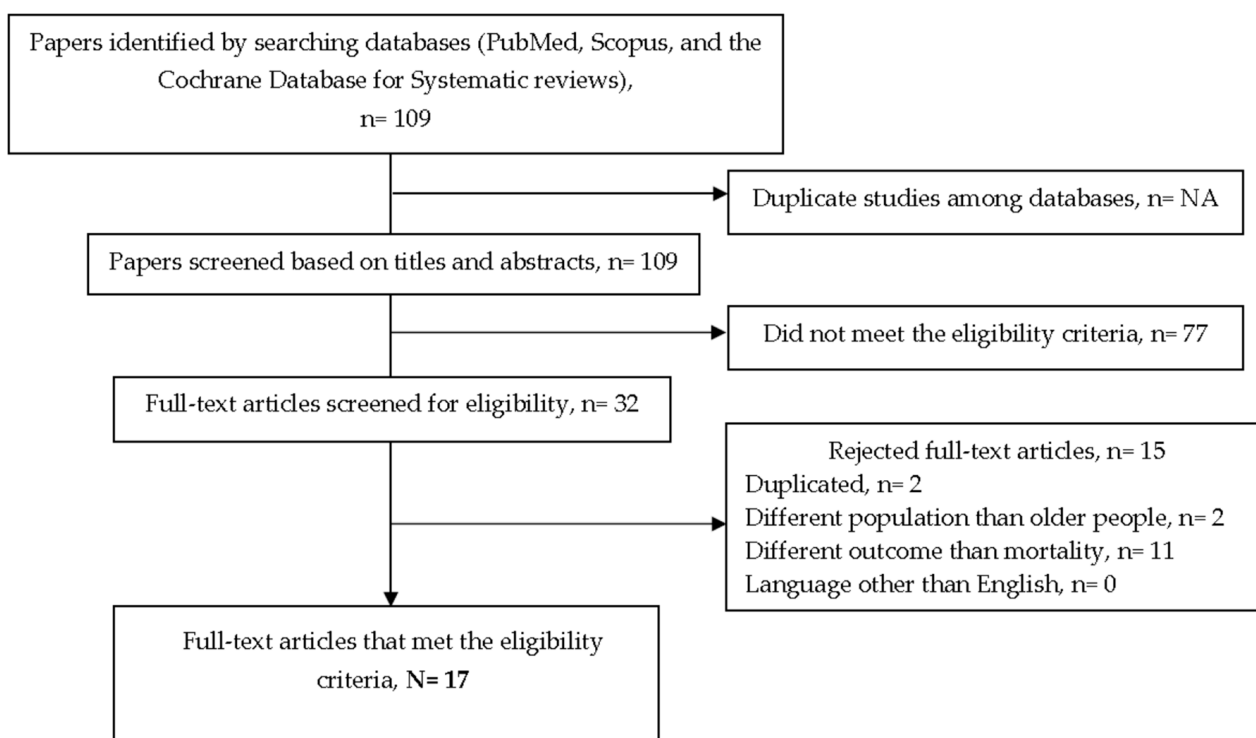 Papers identified by searching databases (PubMed, Scopus, and the
Cochrane Database for Systematic reviews),
n= 109
Duplicate studies among databases, n= NA
Papers screened based on titles and abstracts, n= 109
Did not meet the eligibility criteria, n= 77
Full-text articles screened for eligibility, n= 32
Rejected full-text articles, n= 15
Duplicated, n= 2
Different population than older people, n= 2
Different outcome than mortality, n= 11
Language other than English, n= 0
Full-text articles that met the eligibility
criteria, N= 17